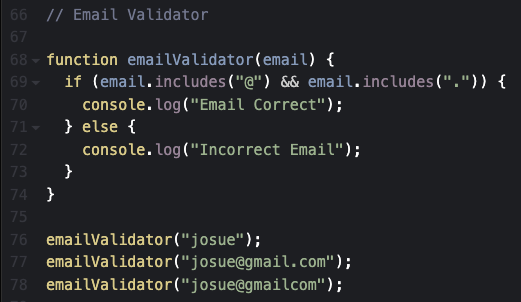 66 // Email Validator
67
68 function emailValidator(email) {
69 if (email.includes("@") && email.includes(".")) {
70 console.log("Email Correct");
71 } else {
72 console.log("Incorrect Email");
73 }
74 }
75
76 emailValidator("josue");
77 emailValidator("josue@gmail.com");
78 emailValidator("josue@gmailcom");